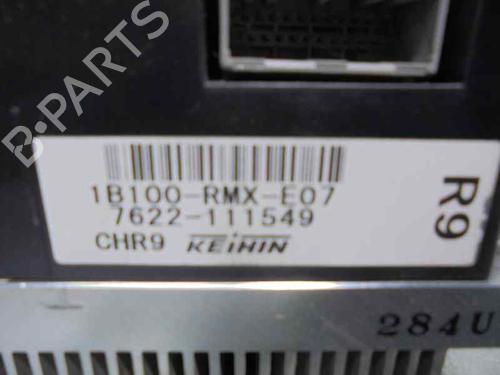 B-PARTS
1B100-RMX-E07
7622-111549
CHR9 KEIHIN
R9
284U